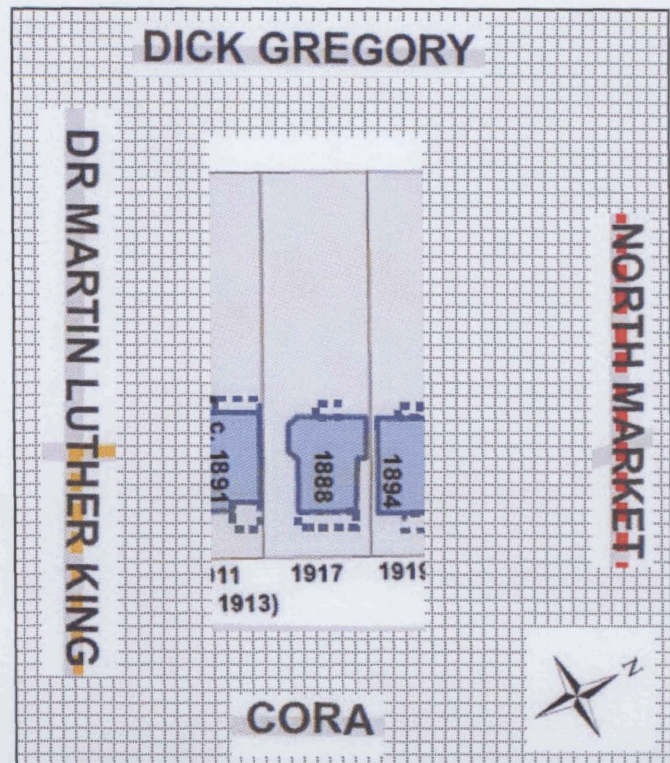 DICK GREGORY
DR MARTIN LUTHER KING
NORTH MARKET
c. 1891
1888
1894
1917
1913)
CORA
N